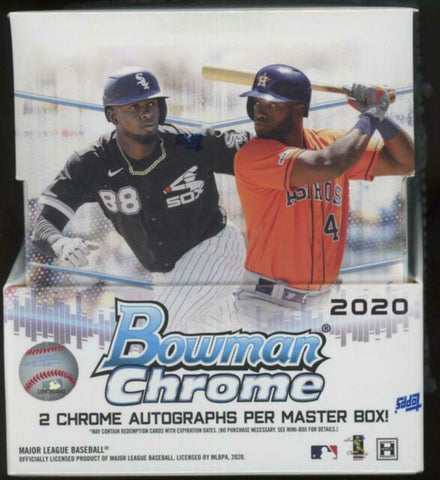 SOX
88
SOX
ASTROS
4
2020
Bowman®
Chrome
2 CHROME AUTOGRAPHS PER MASTER BOX!
*MAY CONTAIN REDEMPTION CARDS WITH EXPIRATION DATES. (NO PURCHASE NECESSARY. SEE MINI-BOX FOR DETAILS.)
MAJOR LEAGUE BASEBALL®
OFFICIALLY LICENSED PRODUCT OF MAJOR LEAGUE BASEBALL. LICENSED BY MLBPA, 2020.
topps
H